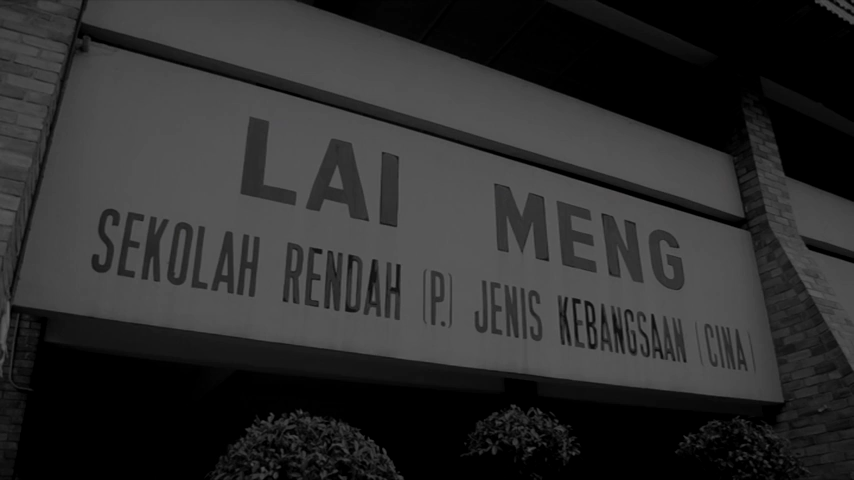 LAI MENG
SEKOLAH RENDAH (P.) JENIS KEBANGSAAN (CINA)